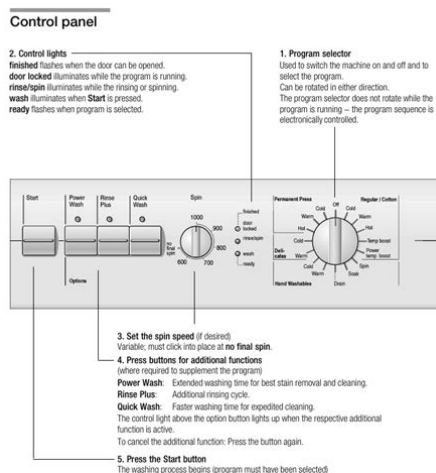 Control panel
2. Control lights
finished flashes when the door can be opened.
door locked illuminates while the program is running.
rinse/spin illuminates while the rinsing or spinning.
wash illuminates when Start is pressed.
ready flashes when program is selected.
1. Program selector
Used to switch the machine on and off and to
select the program.
Can be rotated in either direction.
The program selector does not rotate while the
program is running – the program sequence is
electronically controlled.
Start
Power
Wash
Rinse
Plus
Quick
Wash
Options
Spin
1000
900
800
700
600
no
final
spin
finished
door
locked
rinse/spin
wash
ready
Permanent Press
Regular / Cotton
Off
Cold
Cold
Warm
Warm
Hot
Hot
Cold
Temp boost
Deli-
cates
Warm
Power
temp boost
Cold
Spin
Warm
Soak
Hand Washables
Drain
3. Set the spin speed (if desired)
Variable; must click into place at no final spin.
4. Press buttons for additional functions
(where required to supplement the program)
Power Wash: Extended washing time for best stain removal and cleaning.
Rinse Plus: Additional rinsing cycle.
Quick Wash: Faster washing time for expedited cleaning.
The control light above the option button lights up when the respective additional
function is active.
To cancel the additional function: Press the button again.
5. Press the Start button
The washing process begins (program must have been selected)